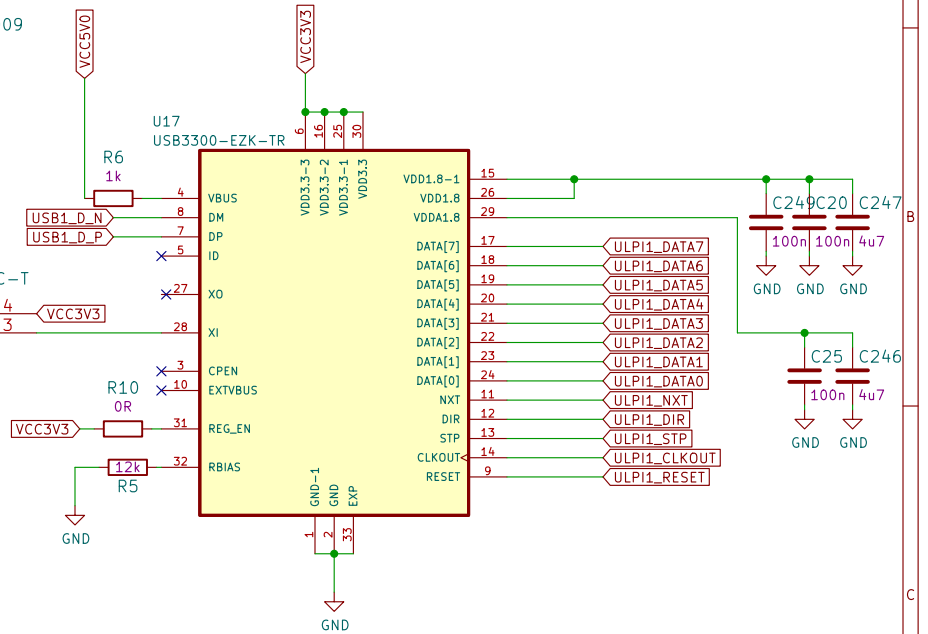 09
VCC5V0
VCC3V3
U17
USB3300-EZK-TR
R6
1k
6
16
25
30
VDD3.3-3
VDD3.3-2
VDD3.3-1
VDD3.3
4
VBUS
USB1_D_N
8
DM
USB1_D_P
7
DP
5
ID
C-T
27
XO
4
VCC3V3
3
28
XI
3
CPEN
10
EXTVBUS
R10
0R
VCC3V3
31
REG_EN
12k
32
RBIAS
R5
GND
GND-1
GND
EXP
1
2
33
GND
VDD1.8-1
15
VDD1.8
26
VDDA1.8
29
DATA[7]
17
ULPI1_DATA7
DATA[6]
18
ULPI1_DATA6
DATA[5]
19
ULPI1_DATA5
DATA[4]
20
ULPI1_DATA4
DATA[3]
21
ULPI1_DATA3
DATA[2]
22
ULPI1_DATA2
DATA[1]
23
ULPI1_DATA1
DATA[0]
24
ULPI1_DATA0
NXT
11
ULPI1_NXT
DIR
12
ULPI1_DIR
STP
13
ULPI1_STP
CLKOUT
14
ULPI1_CLKOUT
RESET
9
ULPI1_RESET
C249 C20 C247
100n 100n 4u7
GND GND GND
C25 C246
100n 4u7
GND GND
B
C